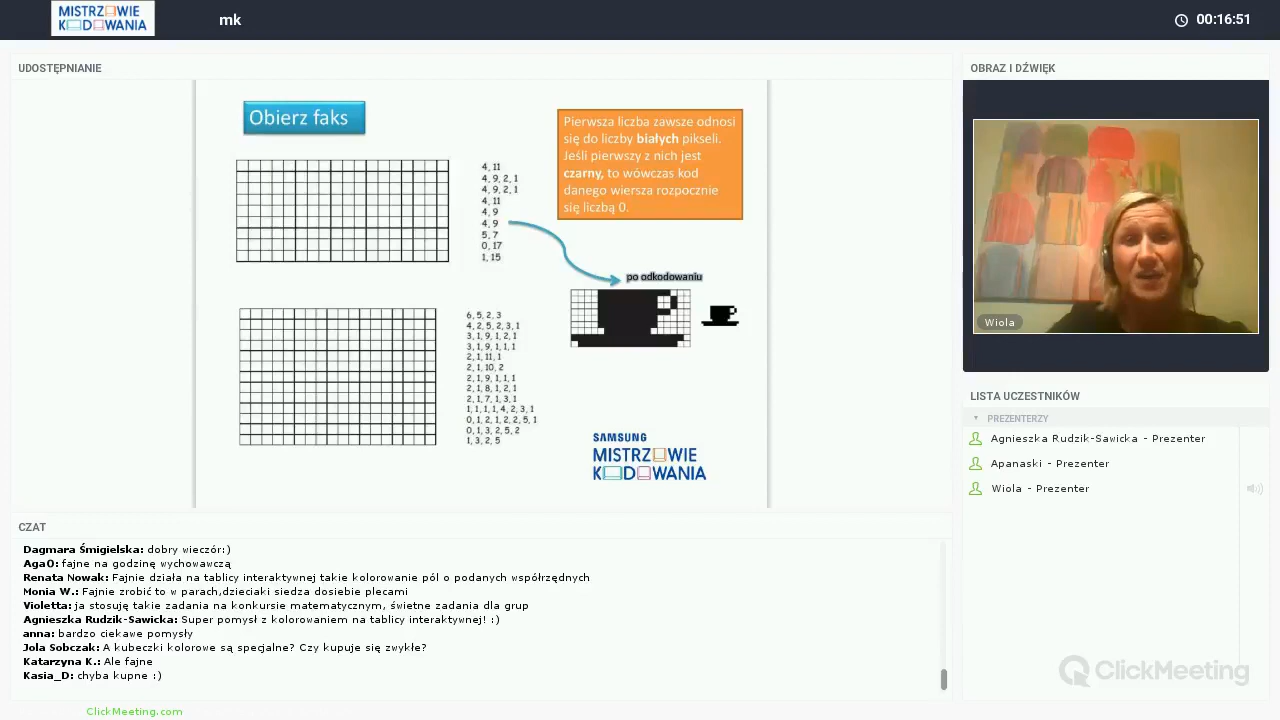 MISTRZOWIE
KODOWANIA
mk
00:16:51
UDOSTĘPNIANIE
Obierz faks
4, 11
4, 9, 2, 1
4, 9, 2, 1
4, 11
4, 9
4, 9
5, 7
0, 17
1, 15
Pierwsza liczba zawsze odnosi
się do liczby białych pikseli.
Jeśli pierwszy z nich jest
czarny, to wówczas kod
danego wiersza rozpocznie
się liczbą 0.
po odkodowaniu
6, 5, 2, 3
4, 2, 5, 2, 3, 1
3, 1, 9, 1, 2, 1
3, 1, 9, 1, 1, 1
2, 1, 11, 1
2, 1, 10, 2
2, 1, 9, 1, 1, 1
2, 1, 8, 1, 2, 1
2, 1, 7, 1, 3, 1
1, 1, 1, 1, 4, 2, 3, 1
0, 1, 2, 1, 2, 2, 5, 1
0, 1, 3, 2, 5, 2
1, 3, 2, 5
SAMSUNG
MISTRZOWIE
KODOWANIA
OBRAZ I DŹWIĘK
Wiola
LISTA UCZESTNIKÓW
PREZENTERZY
Agnieszka Rudzik-Sawicka - Prezenter
Apanaski - Prezenter
Wiola - Prezenter
CZAT
Dagmara Śmigielska: dobry wieczór:)
Aga0: fajne na godzinę wychowawczą
Renata Nowak: Fajnie działa na tablicy interaktywnej takie kolorowanie pól o podanych współrzędnych
Monia W.: Fajnie zrobić to w parach,dzieciaki siedza dosiebie plecami
Violetta: ja stosuję takie zadania na konkursie matematycznym, świetne zadania dla grup
Agnieszka Rudzik-Sawicka: Super pomysł z kolorowaniem na tablicy interaktywnej! :)
anna: bardzo ciekawe pomysły
Jola Sobczak: A kubeczki kolorowe są specjalne? Czy kupuje się zwykłe?
Katarzyna K.: Ale fajne
Kasia_D: chyba kupne :)
ClickMeeting
ClickMeeting.com